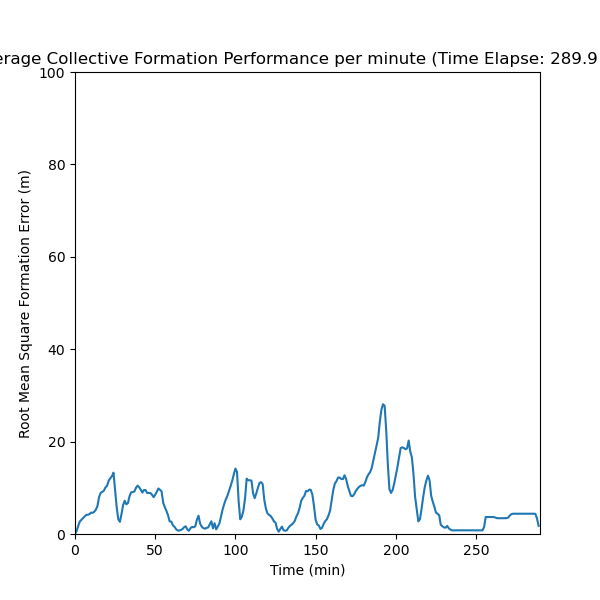 erage Collective Formation Performance per minute (Time Elapse: 289.9
100
80
60
40
20
0
Root Mean Square Formation Error (m)
0 50 100 150 200 250
Time (min)